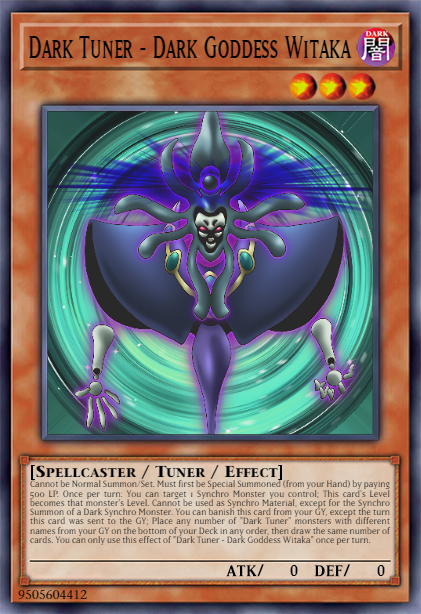 Dark Tuner - Dark Goddess Witaka
DARK
闇
[Spellcaster / Tuner / Effect]
Cannot be Normal Summon/Set. Must first be Special Summoned (from your Hand) by paying
500 LP. Once per turn: You can target 1 Synchro Monster you control; This card's Level
becomes that monster's Level. Cannot be used as Synchro Material, except for the Synchro
Summon of a Dark Synchro Monster. You can banish this card from your GY, except the turn
this card was sent to the GY; Place any number of "Dark Tuner" monsters with different
names from your GY on the bottom of your Deck in any order, then draw the same number of
cards. You can only use this effect of "Dark Tuner - Dark Goddess Witaka" once per turn.
ATK/ 0 DEF/ 0
9505604412